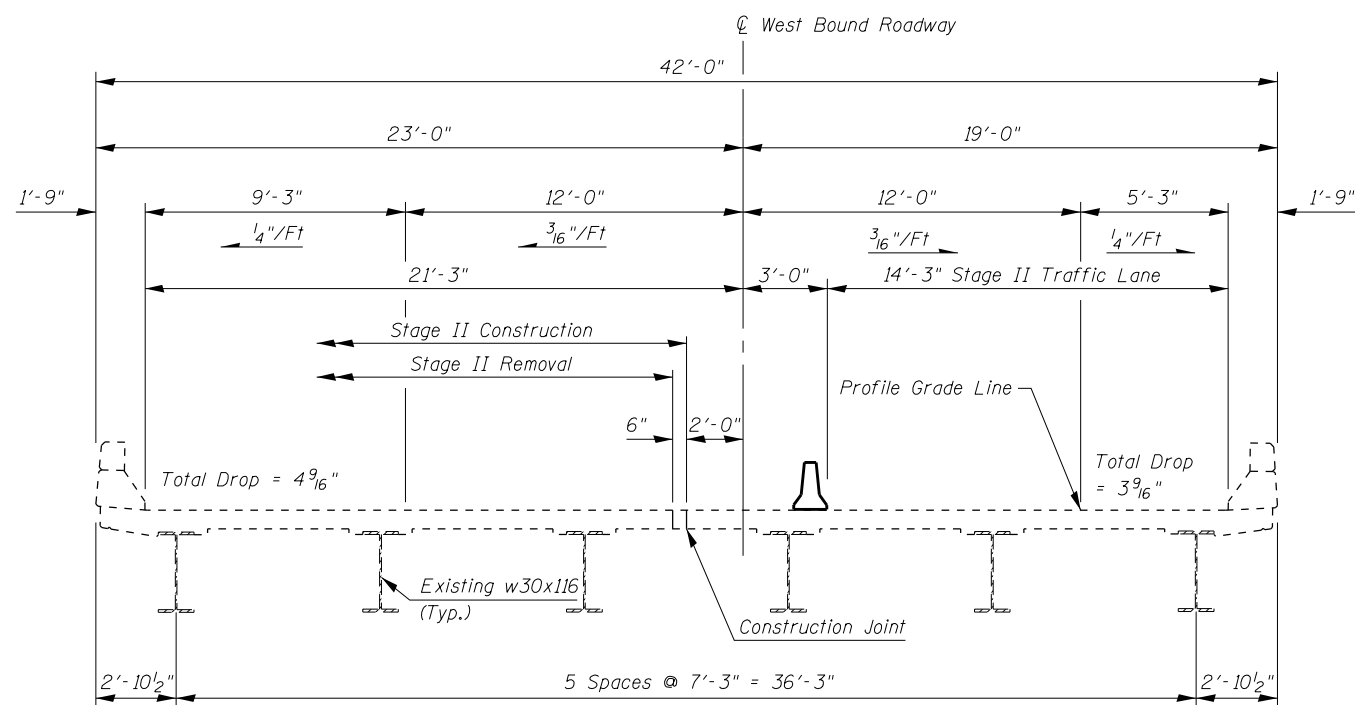 ℄ West Bound Roadway
42'-0"
23'-0" 19'-0"
1'-9" 9'-3" 12'-0" 12'-0" 5'-3" 1'-9"
1/4"/Ft 3/16"/Ft 3/16"/Ft 1/4"/Ft
21'-3" 3'-0" 14'-3" Stage II Traffic Lane
Stage II Construction
Stage II Removal
Profile Grade Line
6" 2'-0"
Total Drop = 4 9/16"
Total Drop
= 3 9/16"
Existing w30x116
(Typ.)
Construction Joint
2'-10 1/2" 5 Spaces @ 7'-3" = 36'-3" 2'-10 1/2"